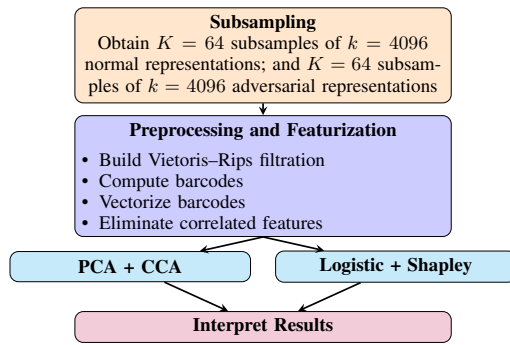 Subsampling
Obtain K = 64 subsamples of k = 4096
normal representations; and K = 64 subsam-
ples of k = 4096 adversarial representations
Preprocessing and Featurization
• Build Vietoris–Rips filtration
• Compute barcodes
• Vectorize barcodes
• Eliminate correlated features
PCA + CCA
Logistic + Shapley
Interpret Results